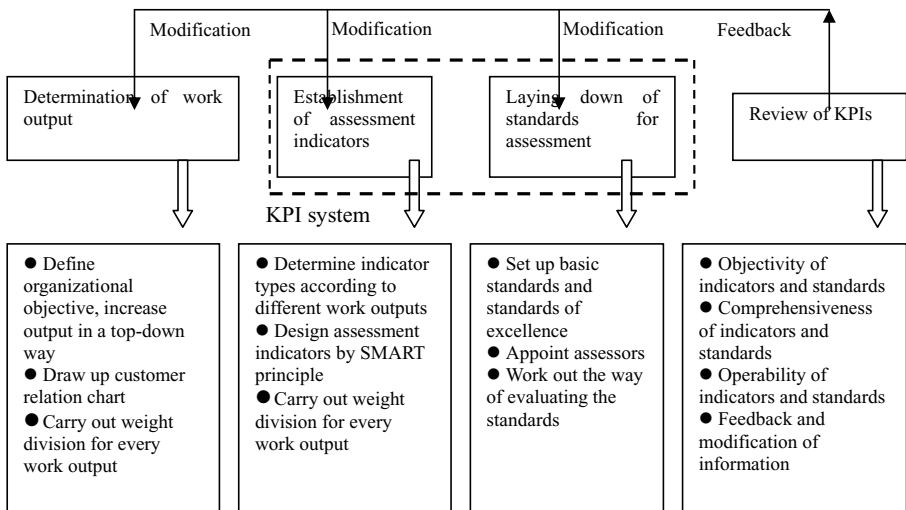 Modification
Modification
Modification
Feedback
Determination of work
output
Establishment
of assessment
indicators
Laying down of
standards for
assessment
Review of KPIs
KPI system
● Define
organizational
objective, increase
output in a top-down
way
● Draw up customer
relation chart
● Carry out weight
division for every
work output
● Determine indicator
types according to
different work outputs
● Design assessment
indicators by SMART
principle
● Carry out weight
division for every
work output
● Set up basic
standards and
standards of
excellence
● Appoint assessors
● Work out the way
of evaluating the
standards
● Objectivity of
indicators and standards
● Comprehensiveness
of indicators and
standards
● Operability of
indicators and standards
● Feedback and
modification of
information